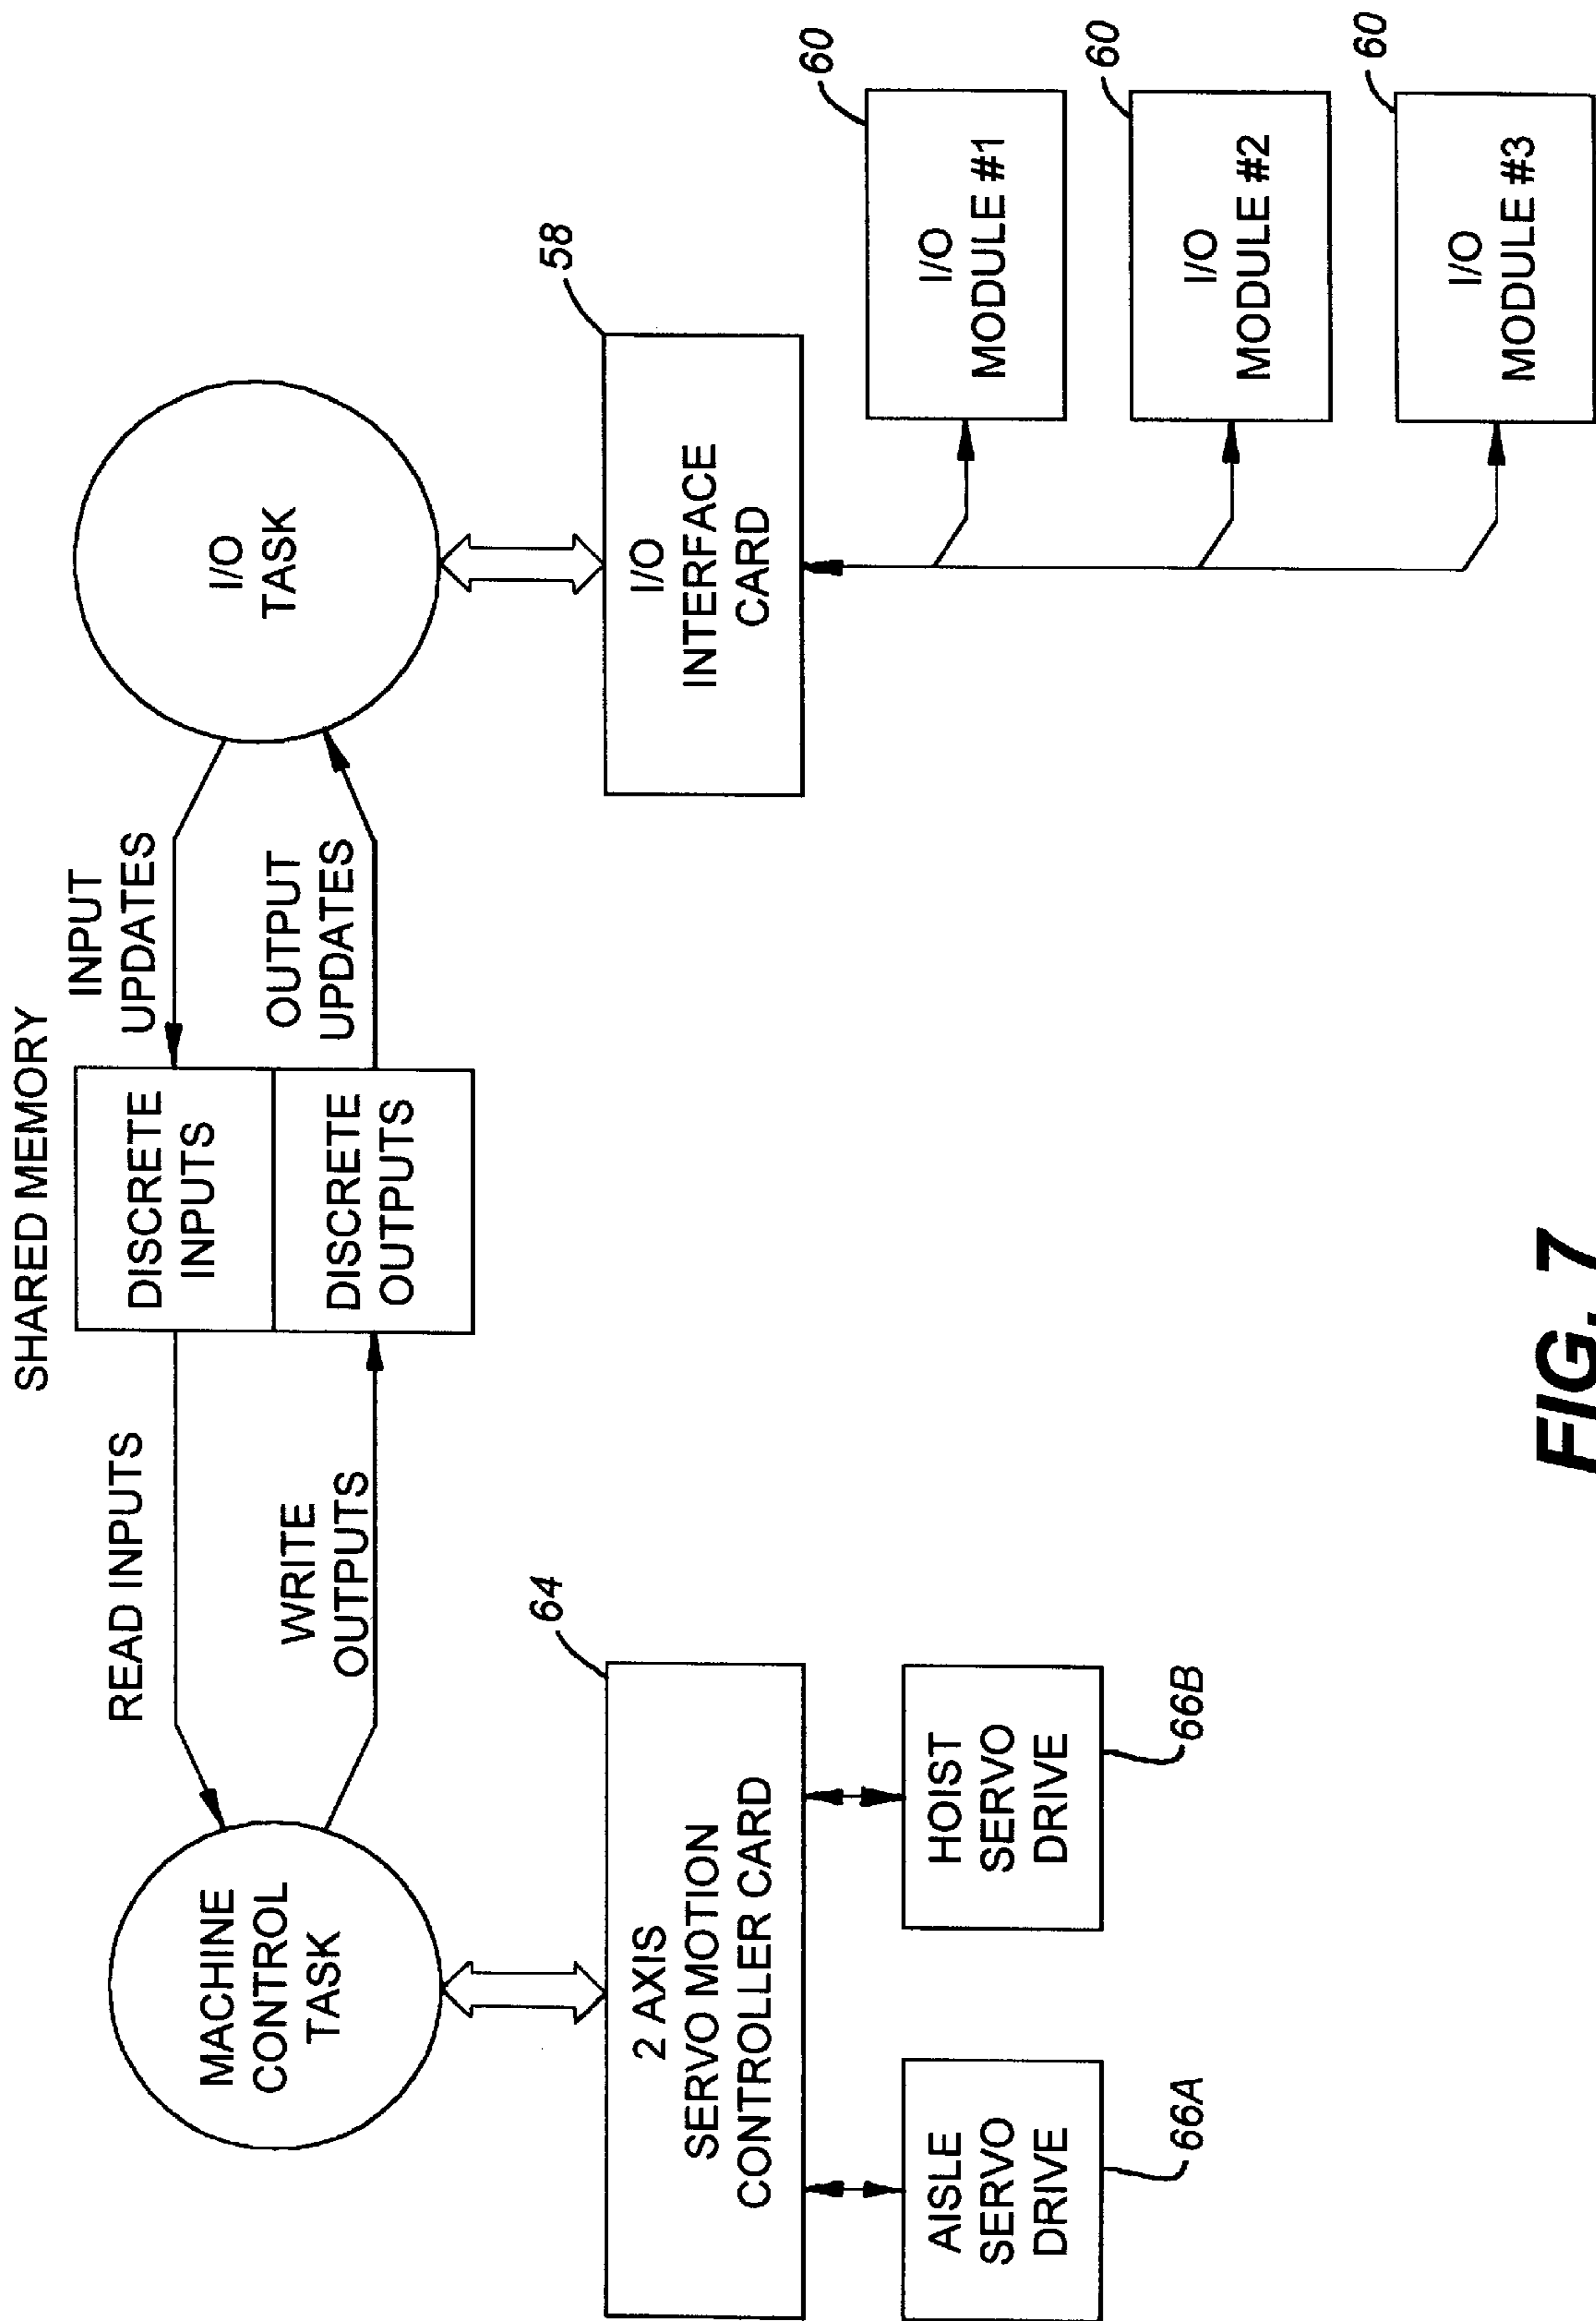 SHARED MEMORY
MACHINE
CONTROL
TASK
READ INPUTS
WRITE
OUTPUTS
DISCRETE
INPUTS
DISCRETE
OUTPUTS
INPUT
UPDATES
OUTPUT
UPDATES
I/O
TASK
64
2 AXIS
SERVO MOTION
CONTROLLER CARD
AISLE
SERVO
DRIVE
66A
HOIST
SERVO
DRIVE
66B
58
I/O
INTERFACE
CARD
60
I/O
MODULE #1
60
I/O
MODULE #2
60
I/O
MODULE #3
FIG. 7